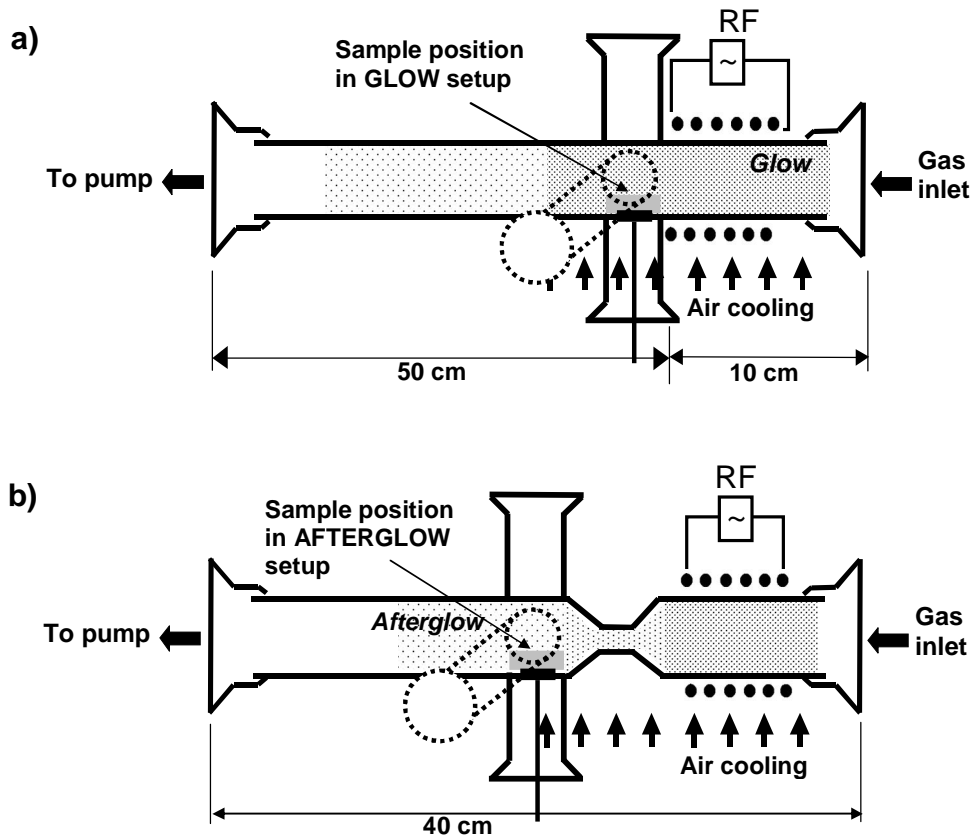 a)
RF
~
Sample position
in GLOW setup
Glow
To pump
Gas
inlet
Air cooling
50 cm
10 cm
b)
RF
~
Sample position
in AFTERGLOW
setup
Afterglow
To pump
Gas
inlet
Air cooling
40 cm